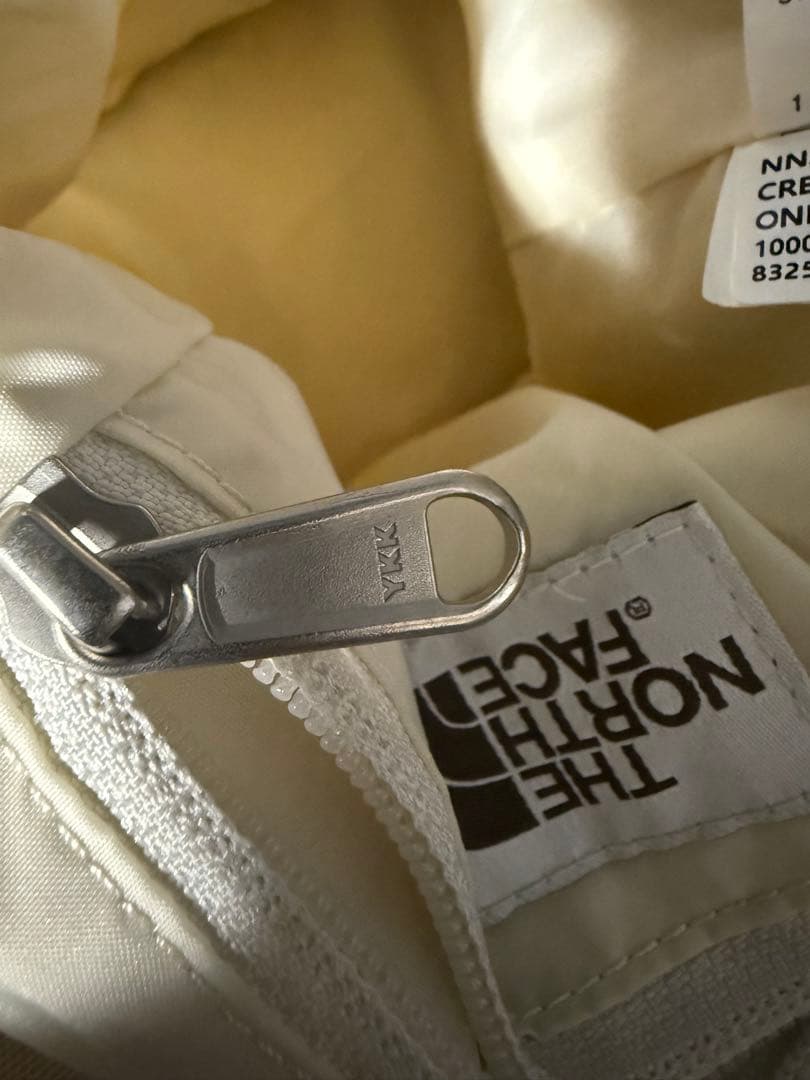 1
NN
CRE
ON
1000
8325
YKK
THE
NORTH
FACE®